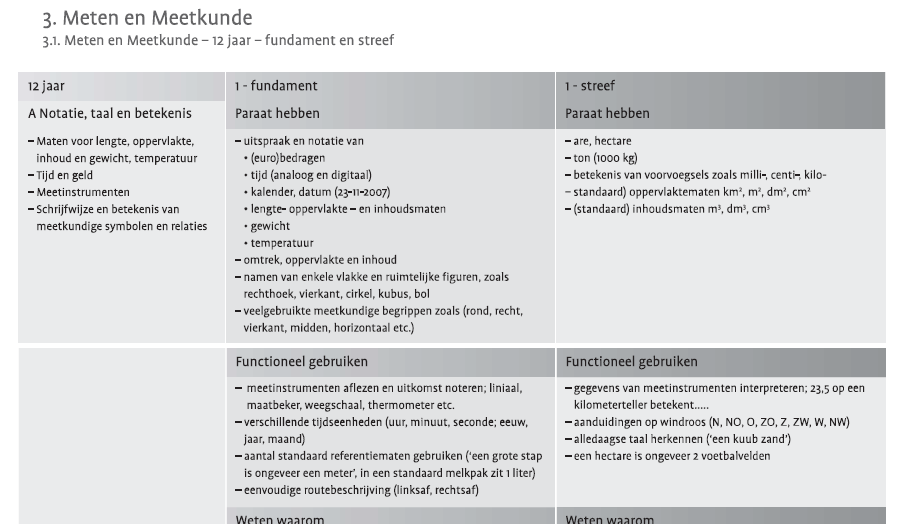 3. Meten en Meetkunde
3.1. Meten en Meetkunde – 12 jaar – fundament en streef
12 jaar
A Notatie, taal en betekenis
– Maten voor lengte, oppervlakte,
inhoud en gewicht, temperatuur
– Tijd en geld
– Meetinstrumenten
– Schrijfwijze en betekenis van
meetkundige symbolen en relaties
1 - fundament
Paraat hebben
– uitspraak en notatie van
• (euro)bedragen
• tijd (analoog en digitaal)
• kalender, datum (23-11-2007)
• lengte- oppervlakte – en inhoudsmaten
• gewicht
• temperatuur
– omtrek, oppervlakte en inhoud
– namen van enkele vlakke en ruimtelijke figuren, zoals
rechthoek, vierkant, cirkel, kubus, bol
– veelgebruikte meetkundige begrippen zoals (rond, recht,
vierkant, midden, horizontaal etc.)
1 - streef
Paraat hebben
– are, hectare
– ton (1000 kg)
– betekenis van voorvoegsels zoals milli-, centi-, kilo-
– standaard) oppervlaktematen km², m², dm², cm²
– (standaard) inhoudsmaten m³, dm³, cm³
Functioneel gebruiken
– meetinstrumenten aflezen en uitkomst noteren; liniaal,
maatbeker, weegschaal, thermometer etc.
– verschillende tijdseenheden (uur, minuut, seconde; eeuw,
jaar, maand)
– aantal standaard referentiematen gebruiken (‘een grote stap
is ongeveer een meter’, in een standaard melkpak zit 1 liter)
– eenvoudige routebeschrijving (linksaf, rechtsaf)
Functioneel gebruiken
– gegevens van meetinstrumenten interpreteren; 23,5 op een
kilometerteller betekent.....
– aanduidingen op windroos (N, NO, O, ZO, Z, ZW, W, NW)
– alledaagse taal herkennen (‘een kuub zand’)
– een hectare is ongeveer 2 voetbalvelden
Weten waarom
Weten waarom